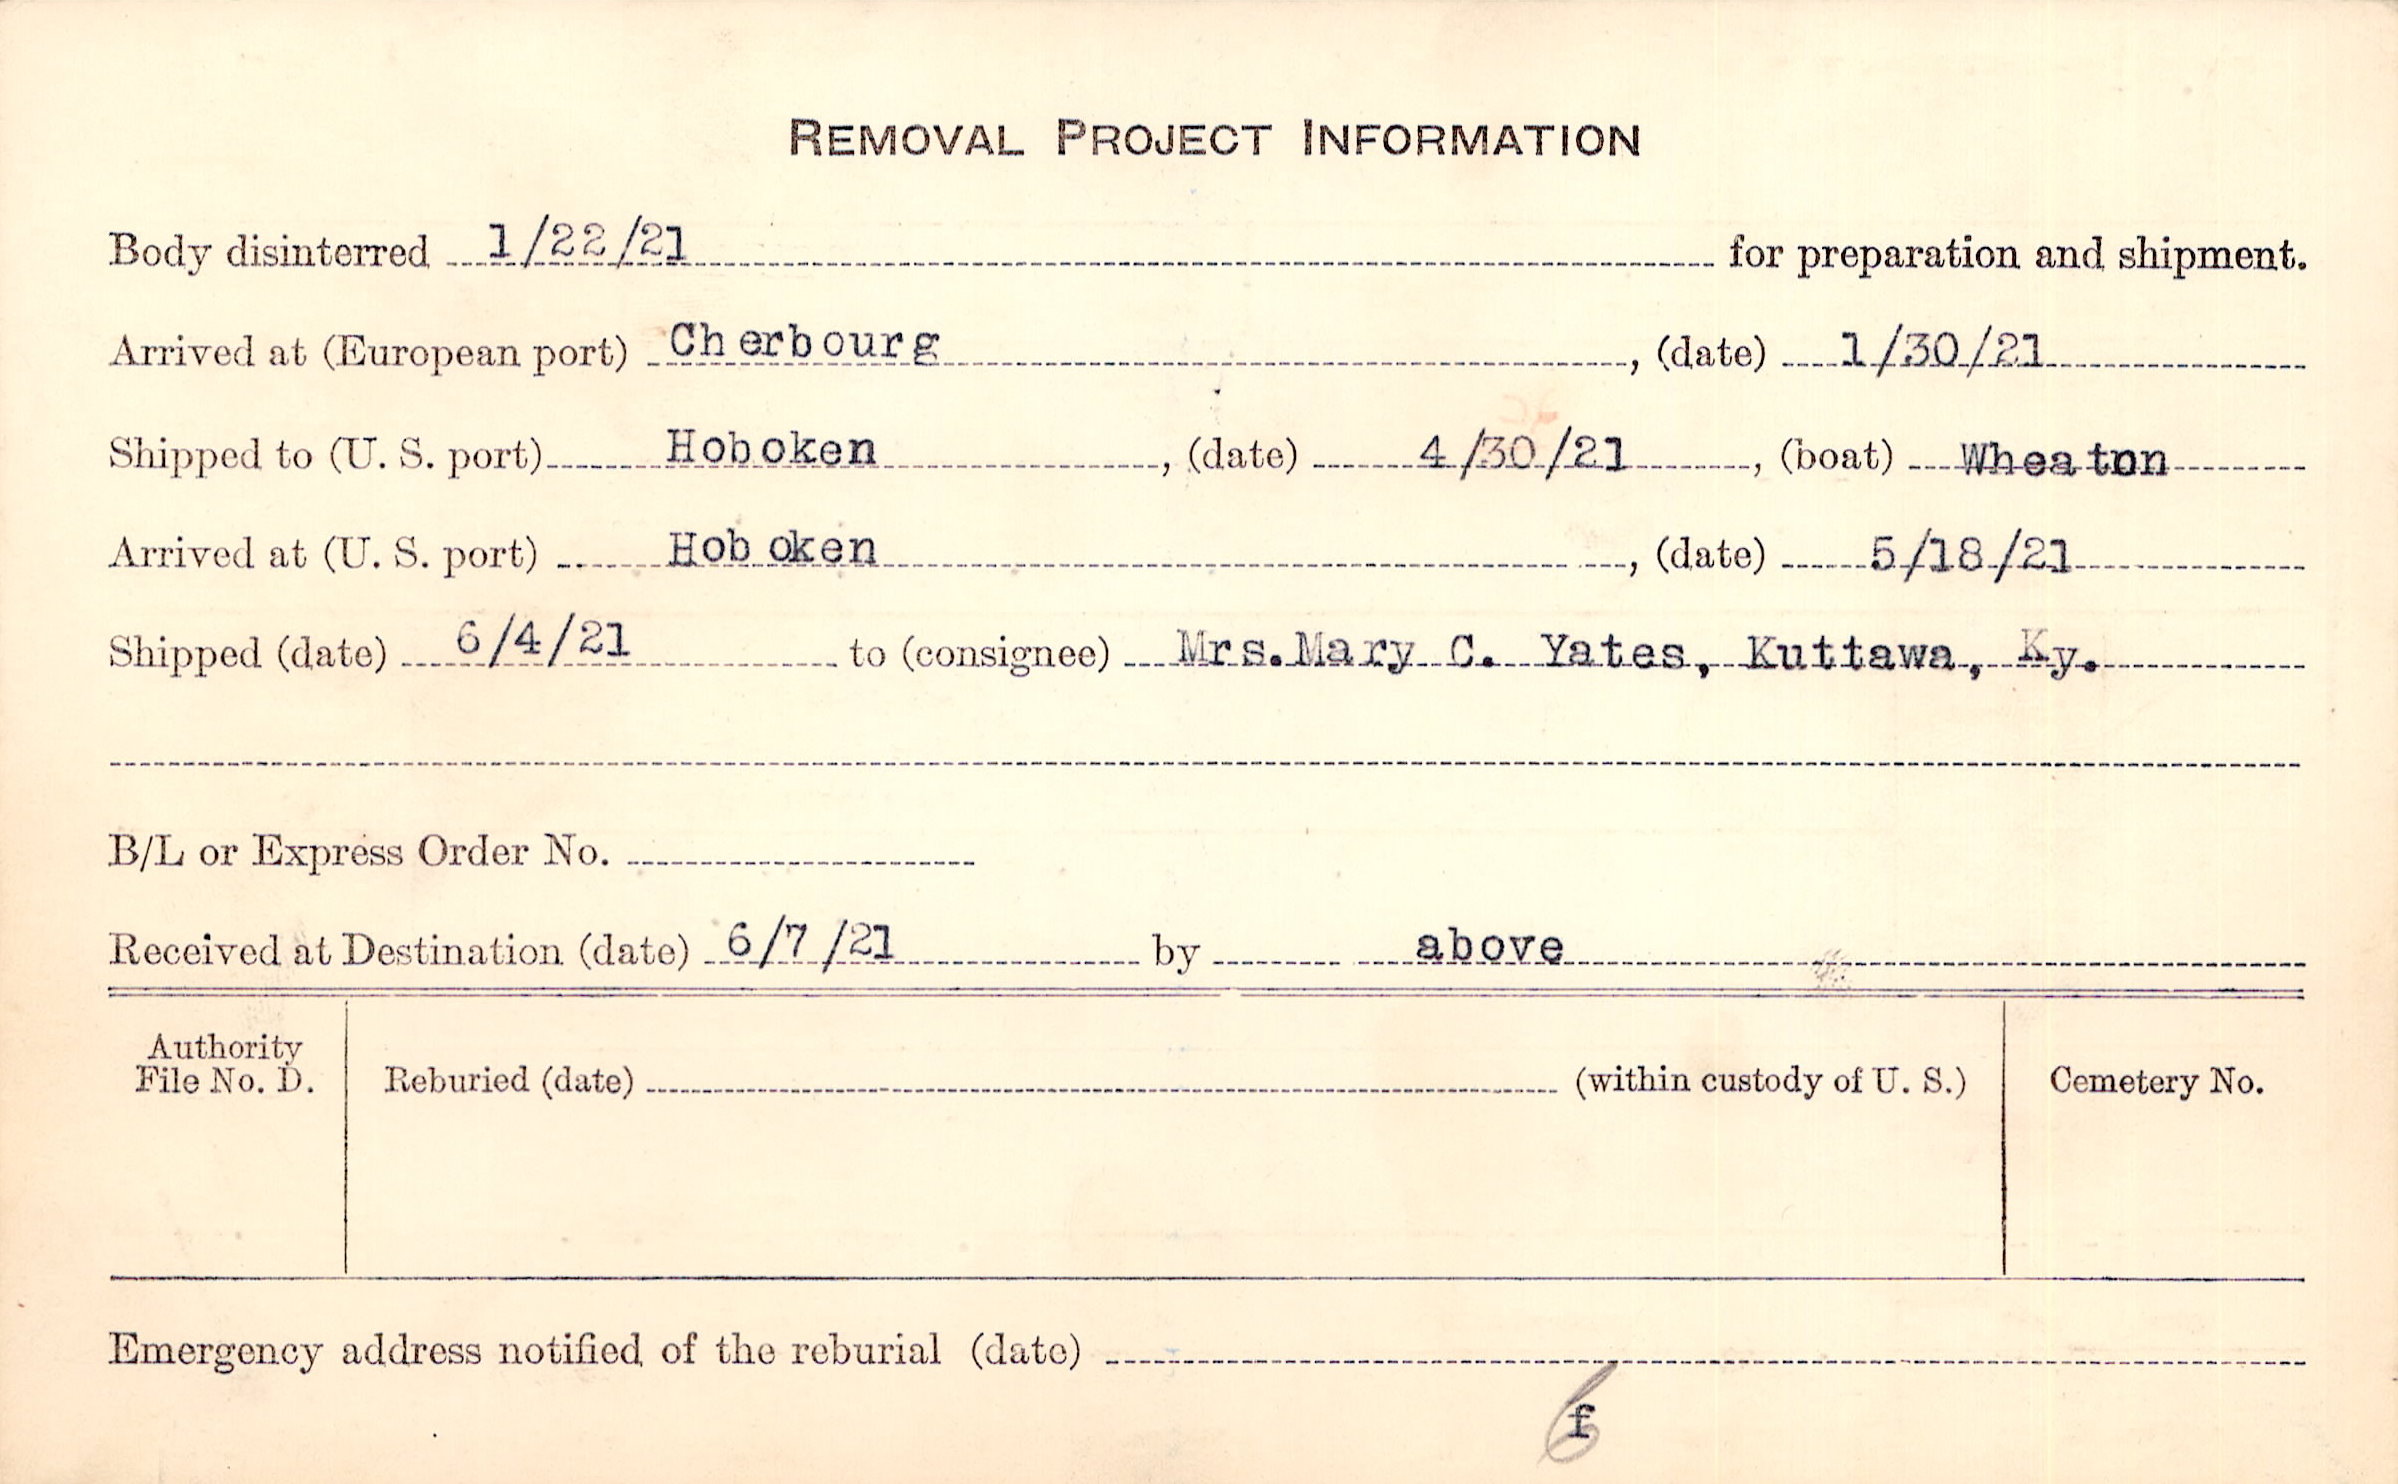 REMOVAL PROJECT INFORMATION
Body disinterred 1/22/21 for preparation and shipment.
Arrived at (European port) Cherbourg, (date) 1/30/21
Shipped to (U. S. port) Hoboken, (date) 4/30/21, (boat) Wheaton
Arrived at (U. S. port) Hoboken, (date) 5/18/21
Shipped (date) 6/4/21 to (consignee) Mrs. Mary C. Yates, Kuttawa, Ky.
B/L or Express Order No.
Received at Destination (date) 6/7/21 by above
Authority
File No. D.
Reburied (date) (within custody of U. S.)
Cemetery No.
Emergency address notified of the reburial (date)
6
f